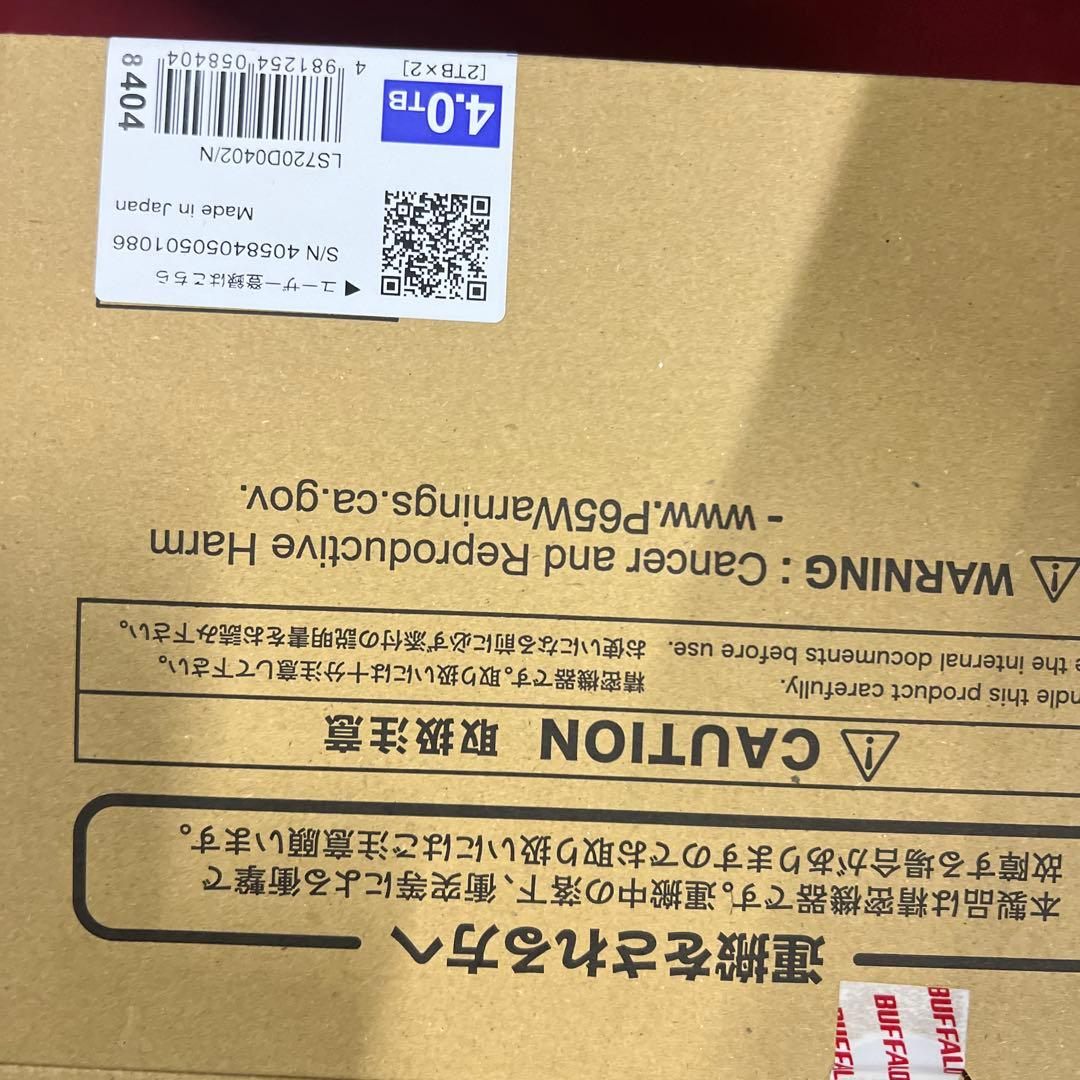 運搬をされる方へ
本製品は精密機器です。運搬中の落下、衝突等による衝撃で
故障する場合がありますのでお取り扱いにはご注意願います。
CAUTION 取扱注意
ndle this product carefully.
e the internal documents before use.
精密機器です。取り扱いには十分注意して下さい。
お使いになる前に必ず添付の説明書をお読み下さい。
WARNING : Cancer and Reproductive Harm
- www.P65Warnings.ca.gov.
◀ ユーザー登録はこちら
S/N 40584050501086
Made in Japan
LS720D0402/N
4.0TB
[2TB×2]
4 981254 058404
8404
BUFFAL
BUFFALO
BUFFAL